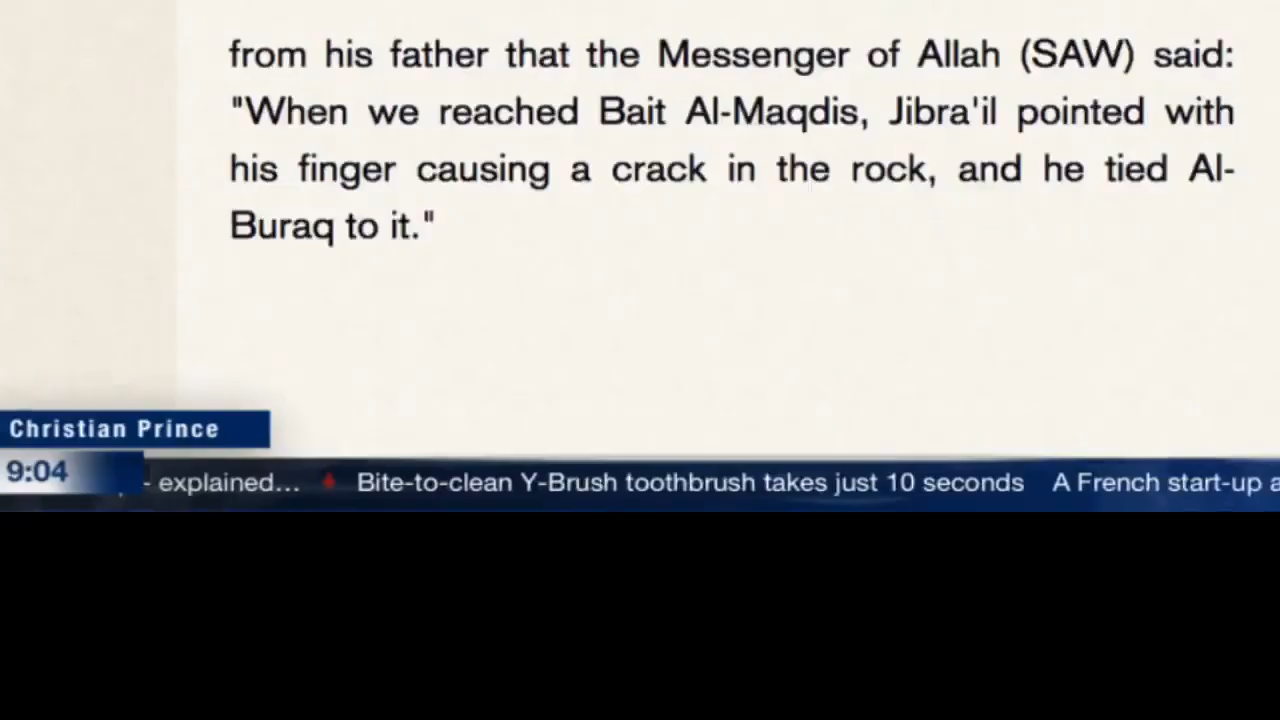 from his father that the Messenger of Allah (SAW) said:
"When we reached Bait Al-Maqdis, Jibra'il pointed with
his finger causing a crack in the rock, and he tied Al-
Buraq to it."
Christian Prince
9:04
- explained... Bite-to-clean Y-Brush toothbrush takes just 10 seconds A French start-up a